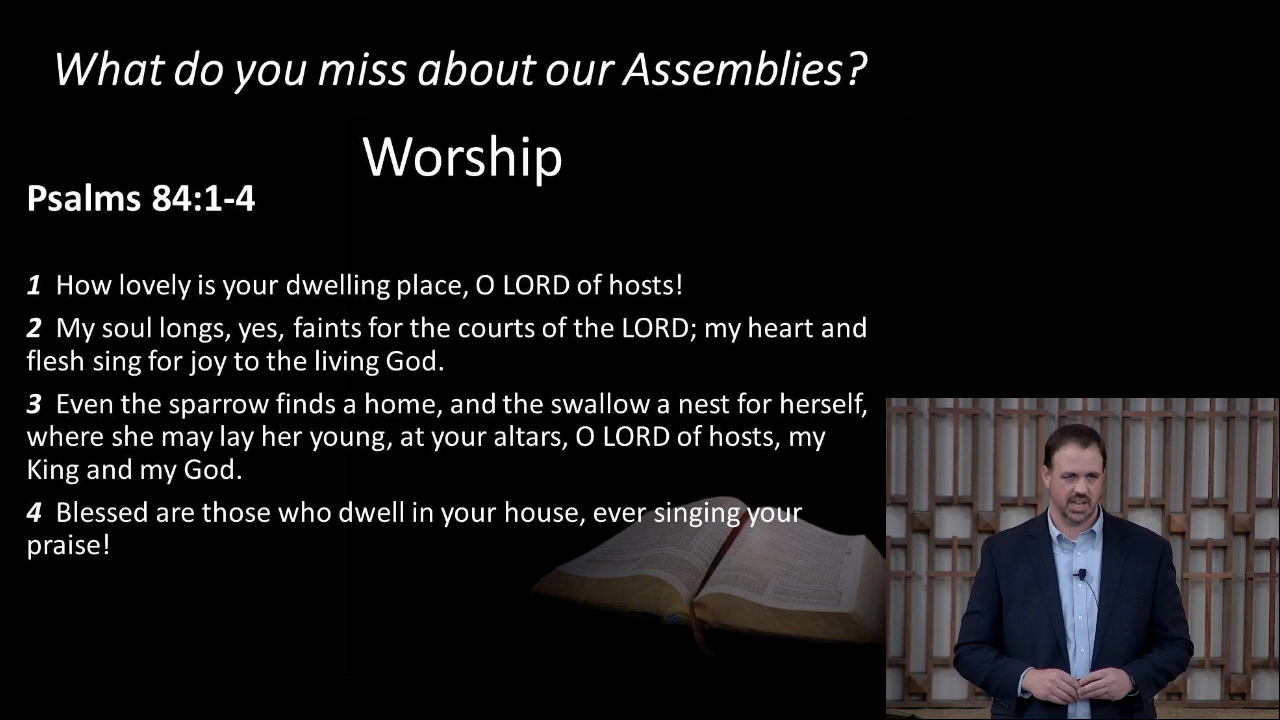 What do you miss about our Assemblies?
Worship
Psalms 84:1-4
1 How lovely is your dwelling place, O LORD of hosts!
2 My soul longs, yes, faints for the courts of the LORD; my heart and
flesh sing for joy to the living God.
3 Even the sparrow finds a home, and the swallow a nest for herself,
where she may lay her young, at your altars, O LORD of hosts, my
King and my God.
4 Blessed are those who dwell in your house, ever singing your
praise!